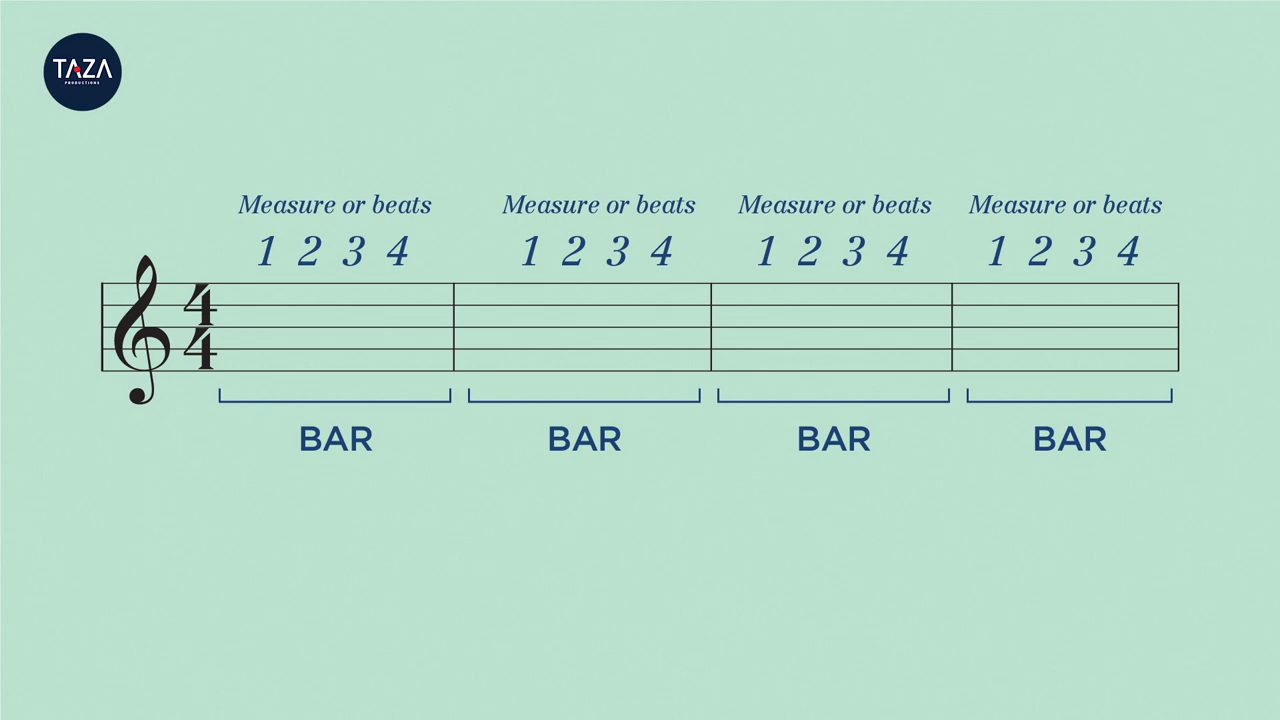 TAZA
PRODUCTIONS
Measure or beats Measure or beats Measure or beats Measure or beats
1 2 3 4 1 2 3 4 1 2 3 4 1 2 3 4
4
4
BAR BAR BAR BAR